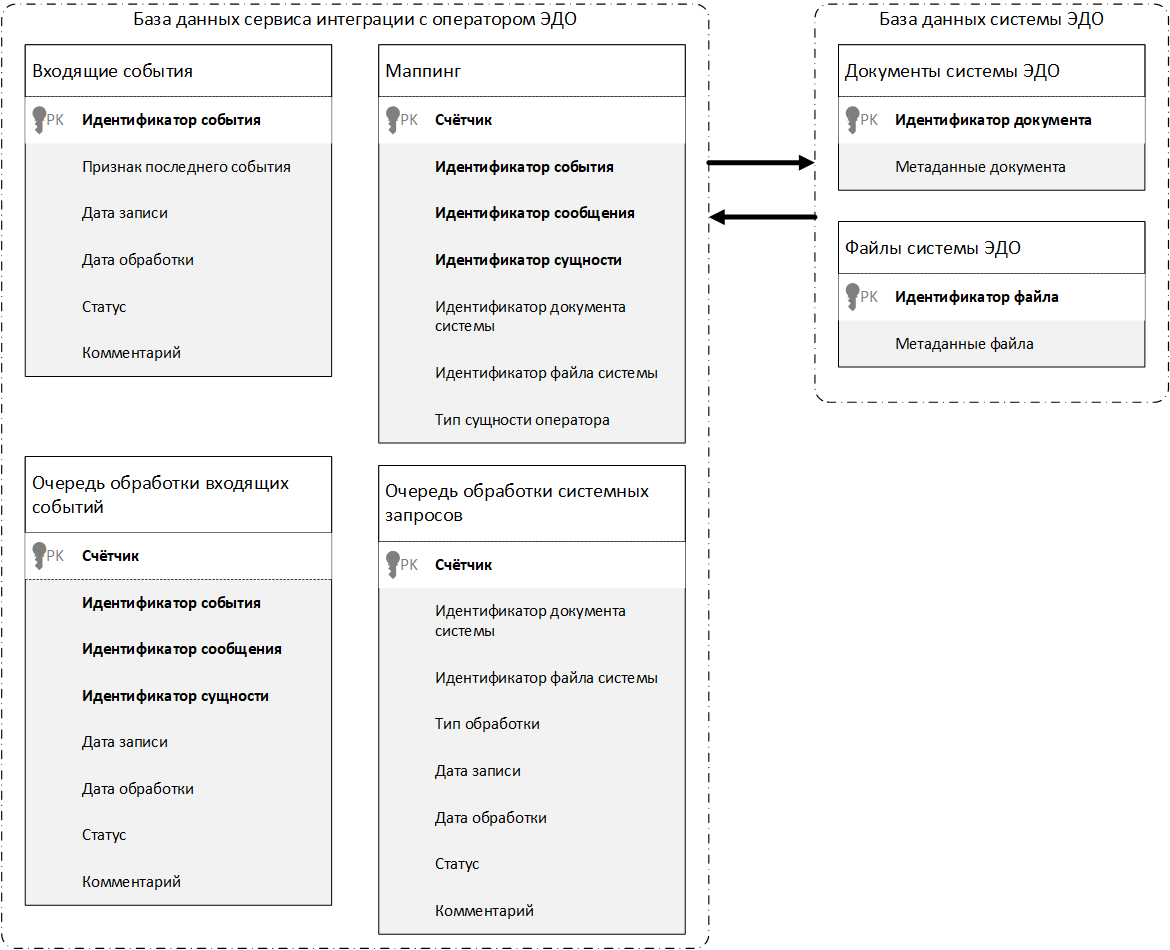 База данных сервиса интеграции с оператором ЭДО
Входящие события
PK Идентификатор события
Признак последнего события
Дата записи
Дата обработки
Статус
Комментарий
Маппинг
PK Счётчик
Идентификатор события
Идентификатор сообщения
Идентификатор сущности
Идентификатор документа
системы
Идентификатор файла системы
Тип сущности оператора
Очередь обработки входящих
событий
PK Счётчик
Идентификатор события
Идентификатор сообщения
Идентификатор сущности
Дата записи
Дата обработки
Статус
Комментарий
Очередь обработки системных
запросов
PK Счётчик
Идентификатор документа
системы
Идентификатор файла системы
Тип обработки
Дата записи
Дата обработки
Статус
Комментарий
База данных системы ЭДО
Документы системы ЭДО
PK Идентификатор документа
Метаданные документа
Файлы системы ЭДО
PK Идентификатор файла
Метаданные файла